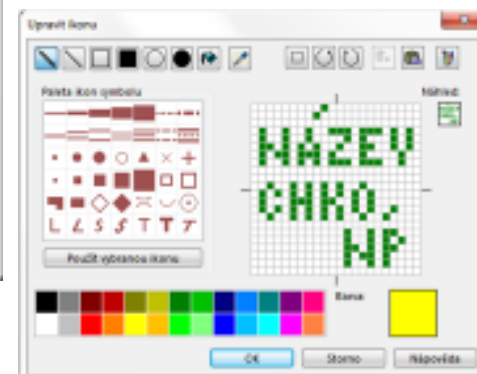 Upravit ikonu
Paleta ikon symbolu
Náhled:
NÁZEV
CHKO,
NP
Použít vybranou ikonu
Barva:
OK
Storno
Nápověda